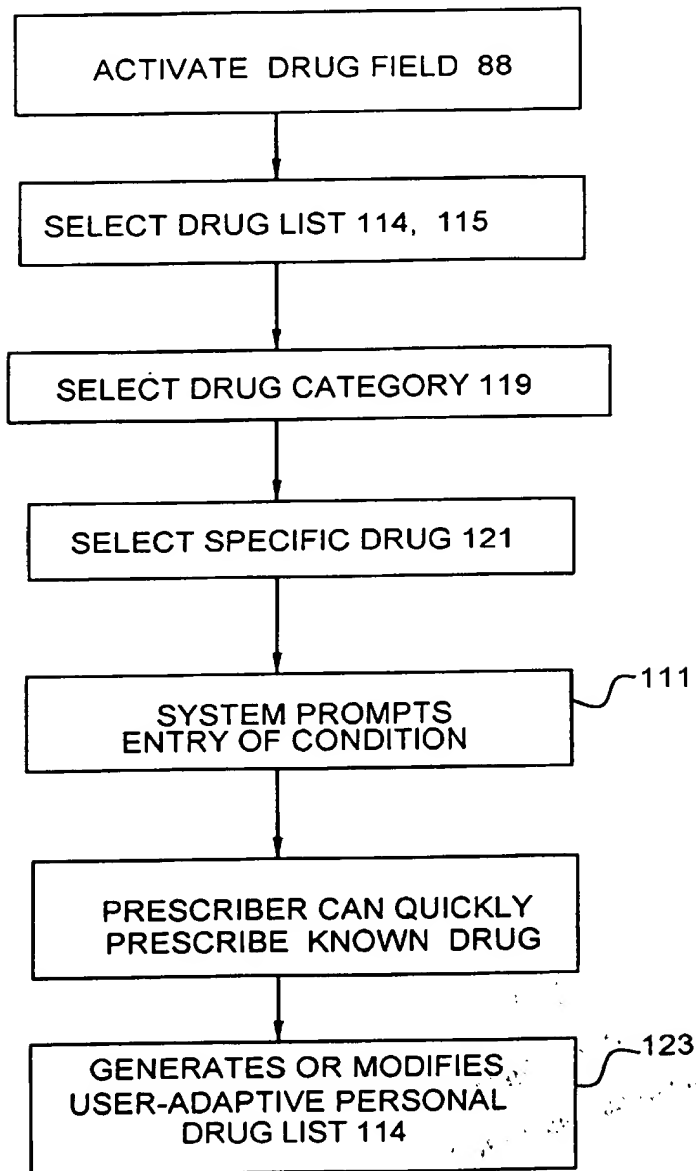 ACTIVATE DRUG FIELD 88
SELECT DRUG LIST 114, 115
SELECT DRUG CATEGORY 119
SELECT SPECIFIC DRUG 121
SYSTEM PROMPTS
ENTRY OF CONDITION
111
PRESCRIBER CAN QUICKLY
PRESCRIBE KNOWN DRUG
GENERATES OR MODIFIES
USER-ADAPTIVE PERSONAL
DRUG LIST 114
123